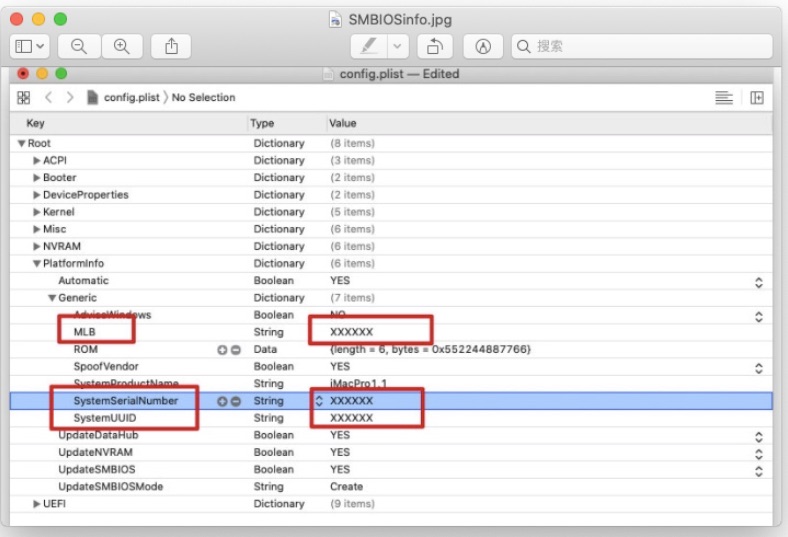 SMBIOSinfo.jpg
搜索
config.plist — Edited
config.plist 〉 No Selection
Key Type Value
Root Dictionary (8 items)
ACPI Dictionary (3 items)
Booter Dictionary (2 items)
DeviceProperties Dictionary (2 items)
Kernel Dictionary (5 items)
Misc Dictionary (6 items)
NVRAM Dictionary (6 items)
PlatformInfo Dictionary (6 items)
Automatic Boolean YES
Generic Dictionary (7 items)
AdviseWindows Boolean NO
MLB String XXXXXX
ROM Data {length = 6, bytes = 0x552244887766}
SpoofVendor Boolean YES
SystemProductName String iMacPro1,1
SystemSerialNumber String XXXXXX
SystemUUID String XXXXXX
UpdateDataHub Boolean YES
UpdateNVRAM Boolean YES
UpdateSMBIOS Boolean YES
UpdateSMBIOSMode String Create
UEFI Dictionary (9 items)